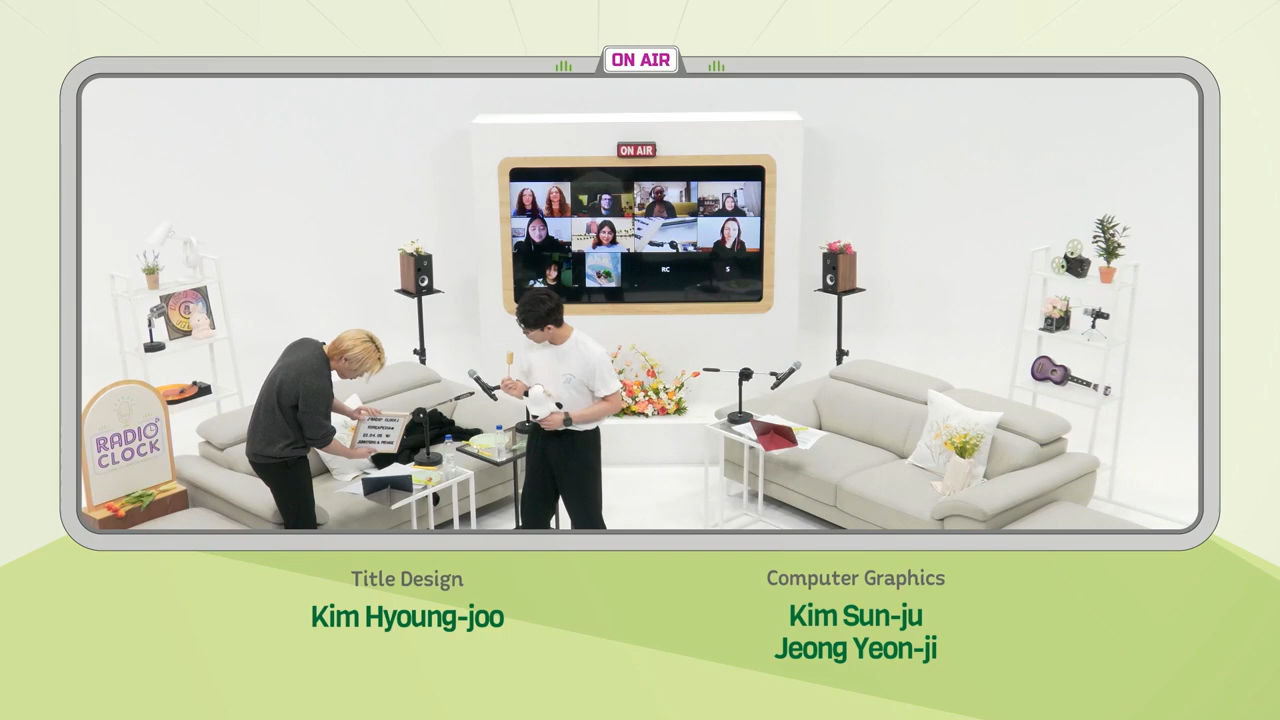 ON AIR
ON AIR
RC
S
RADIO
CLOCK
Title Design
Kim Hyoung-joo
Computer Graphics
Kim Sun-ju
Jeong Yeon-ji